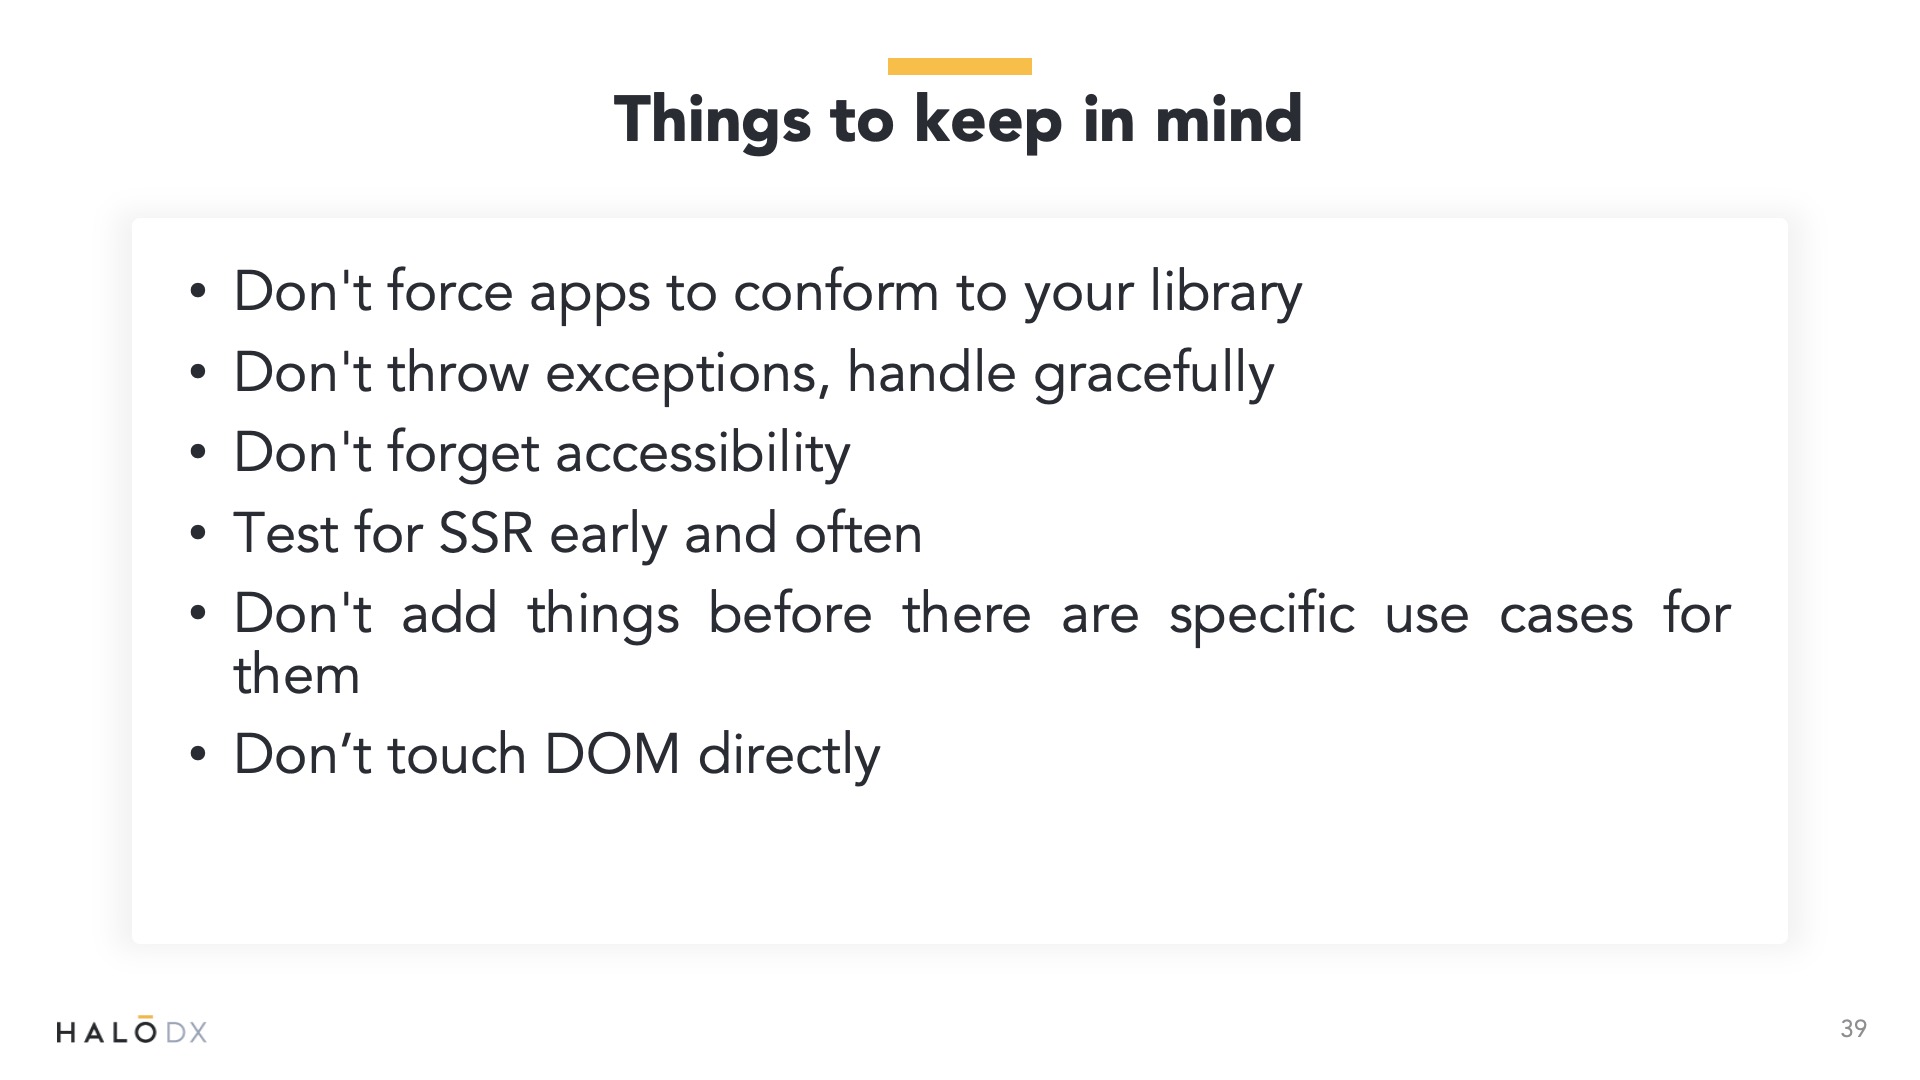 Things to keep in mind
• Don't force apps to conform to your library
• Don't throw exceptions, handle gracefully
• Don't forget accessibility
• Test for SSR early and often
• Don't add things before there are specific use cases for
them
• Don’t touch DOM directly
HALŌDX
39